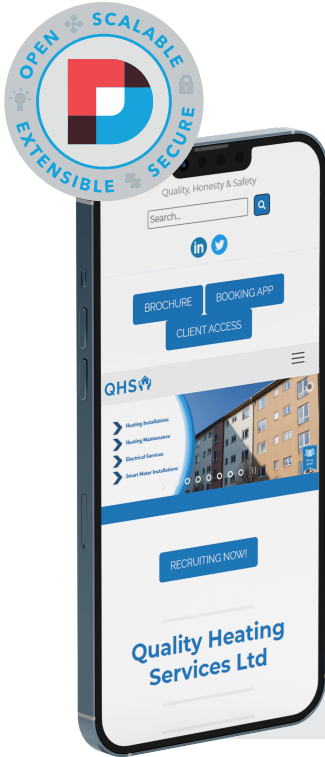 OPEN
SCALABLE
EXTENSIBLE
SECURE
Quality, Honesty & Safety
Search...
in
BROCHURE
BOOKING APP
CLIENT ACCESS
QHS
Heating Installations
Heating Maintenance
Electrical Services
Smart Meter Installations
RECRUITING NOW!
Quality Heating
Services Ltd